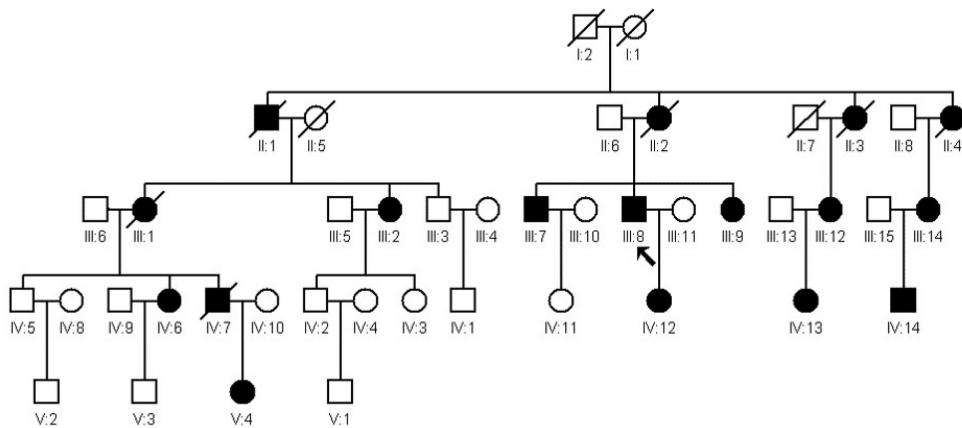 I:2 I:1
II:1 II:5 II:6 II:2 II:7 II:3 II:8 II:4
III:6 III:1 III:5 III:2 III:3 III:4 III:7 III:10 III:8 III:11 III:9 III:13 III:12 III:15 III:14
IV:5 IV:8 IV:9 IV:6 IV:7 IV:10 IV:2 IV:4 IV:3 IV:1 IV:11 IV:12 IV:13 IV:14
V:2 V:3 V:4 V:1